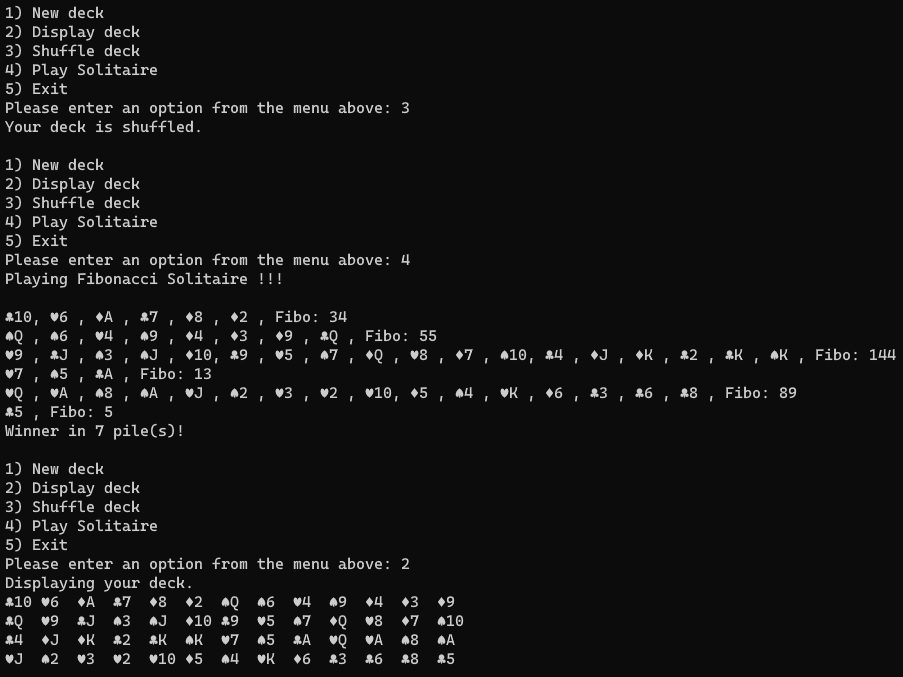 1) New deck
2) Display deck
3) Shuffle deck
4) Play Solitaire
5) Exit
Please enter an option from the menu above: 3
Your deck is shuffled.
1) New deck
2) Display deck
3) Shuffle deck
4) Play Solitaire
5) Exit
Please enter an option from the menu above: 4
Playing Fibonacci Solitaire !!!
♣10, ♥6 , ♦A , ♣7 , ♦8 , ♦2 , Fibo: 34
♠Q , ♠6 , ♥4 , ♠9 , ♦4 , ♦3 , ♦9 , ♣Q , Fibo: 55
♥9 , ♣J , ♠3 , ♠J , ♦10, ♣9 , ♥5 , ♠7 , ♦Q , ♥8 , ♦7 , ♠10, ♣4 , ♦J , ♦K , ♣2 , ♣K , ♠K , Fibo: 144
♥7 , ♠5 , ♣A , Fibo: 13
♥Q , ♥A , ♠8 , ♠A , ♥J , ♠2 , ♥3 , ♥2 , ♥10, ♦5 , ♠4 , ♥K , ♦6 , ♣3 , ♣6 , ♣8 , Fibo: 89
♣5 , Fibo: 5
Winner in 7 pile(s)!
1) New deck
2) Display deck
3) Shuffle deck
4) Play Solitaire
5) Exit
Please enter an option from the menu above: 2
Displaying your deck.
♣10 ♥6  ♦A  ♣7  ♦8  ♦2  ♠Q  ♠6  ♥4  ♠9  ♦4  ♦3  ♦9
♣Q  ♥9  ♣J  ♠3  ♠J  ♦10 ♣9  ♥5  ♠7  ♦Q  ♥8  ♦7  ♠10
♣4  ♦J  ♦K  ♣2  ♣K  ♠K  ♥7  ♠5  ♣A  ♥Q  ♥A  ♠8  ♠A
♥J  ♠2  ♥3  ♥2  ♥10 ♦5  ♠4  ♥K  ♦6  ♣3  ♣6  ♣8  ♣5